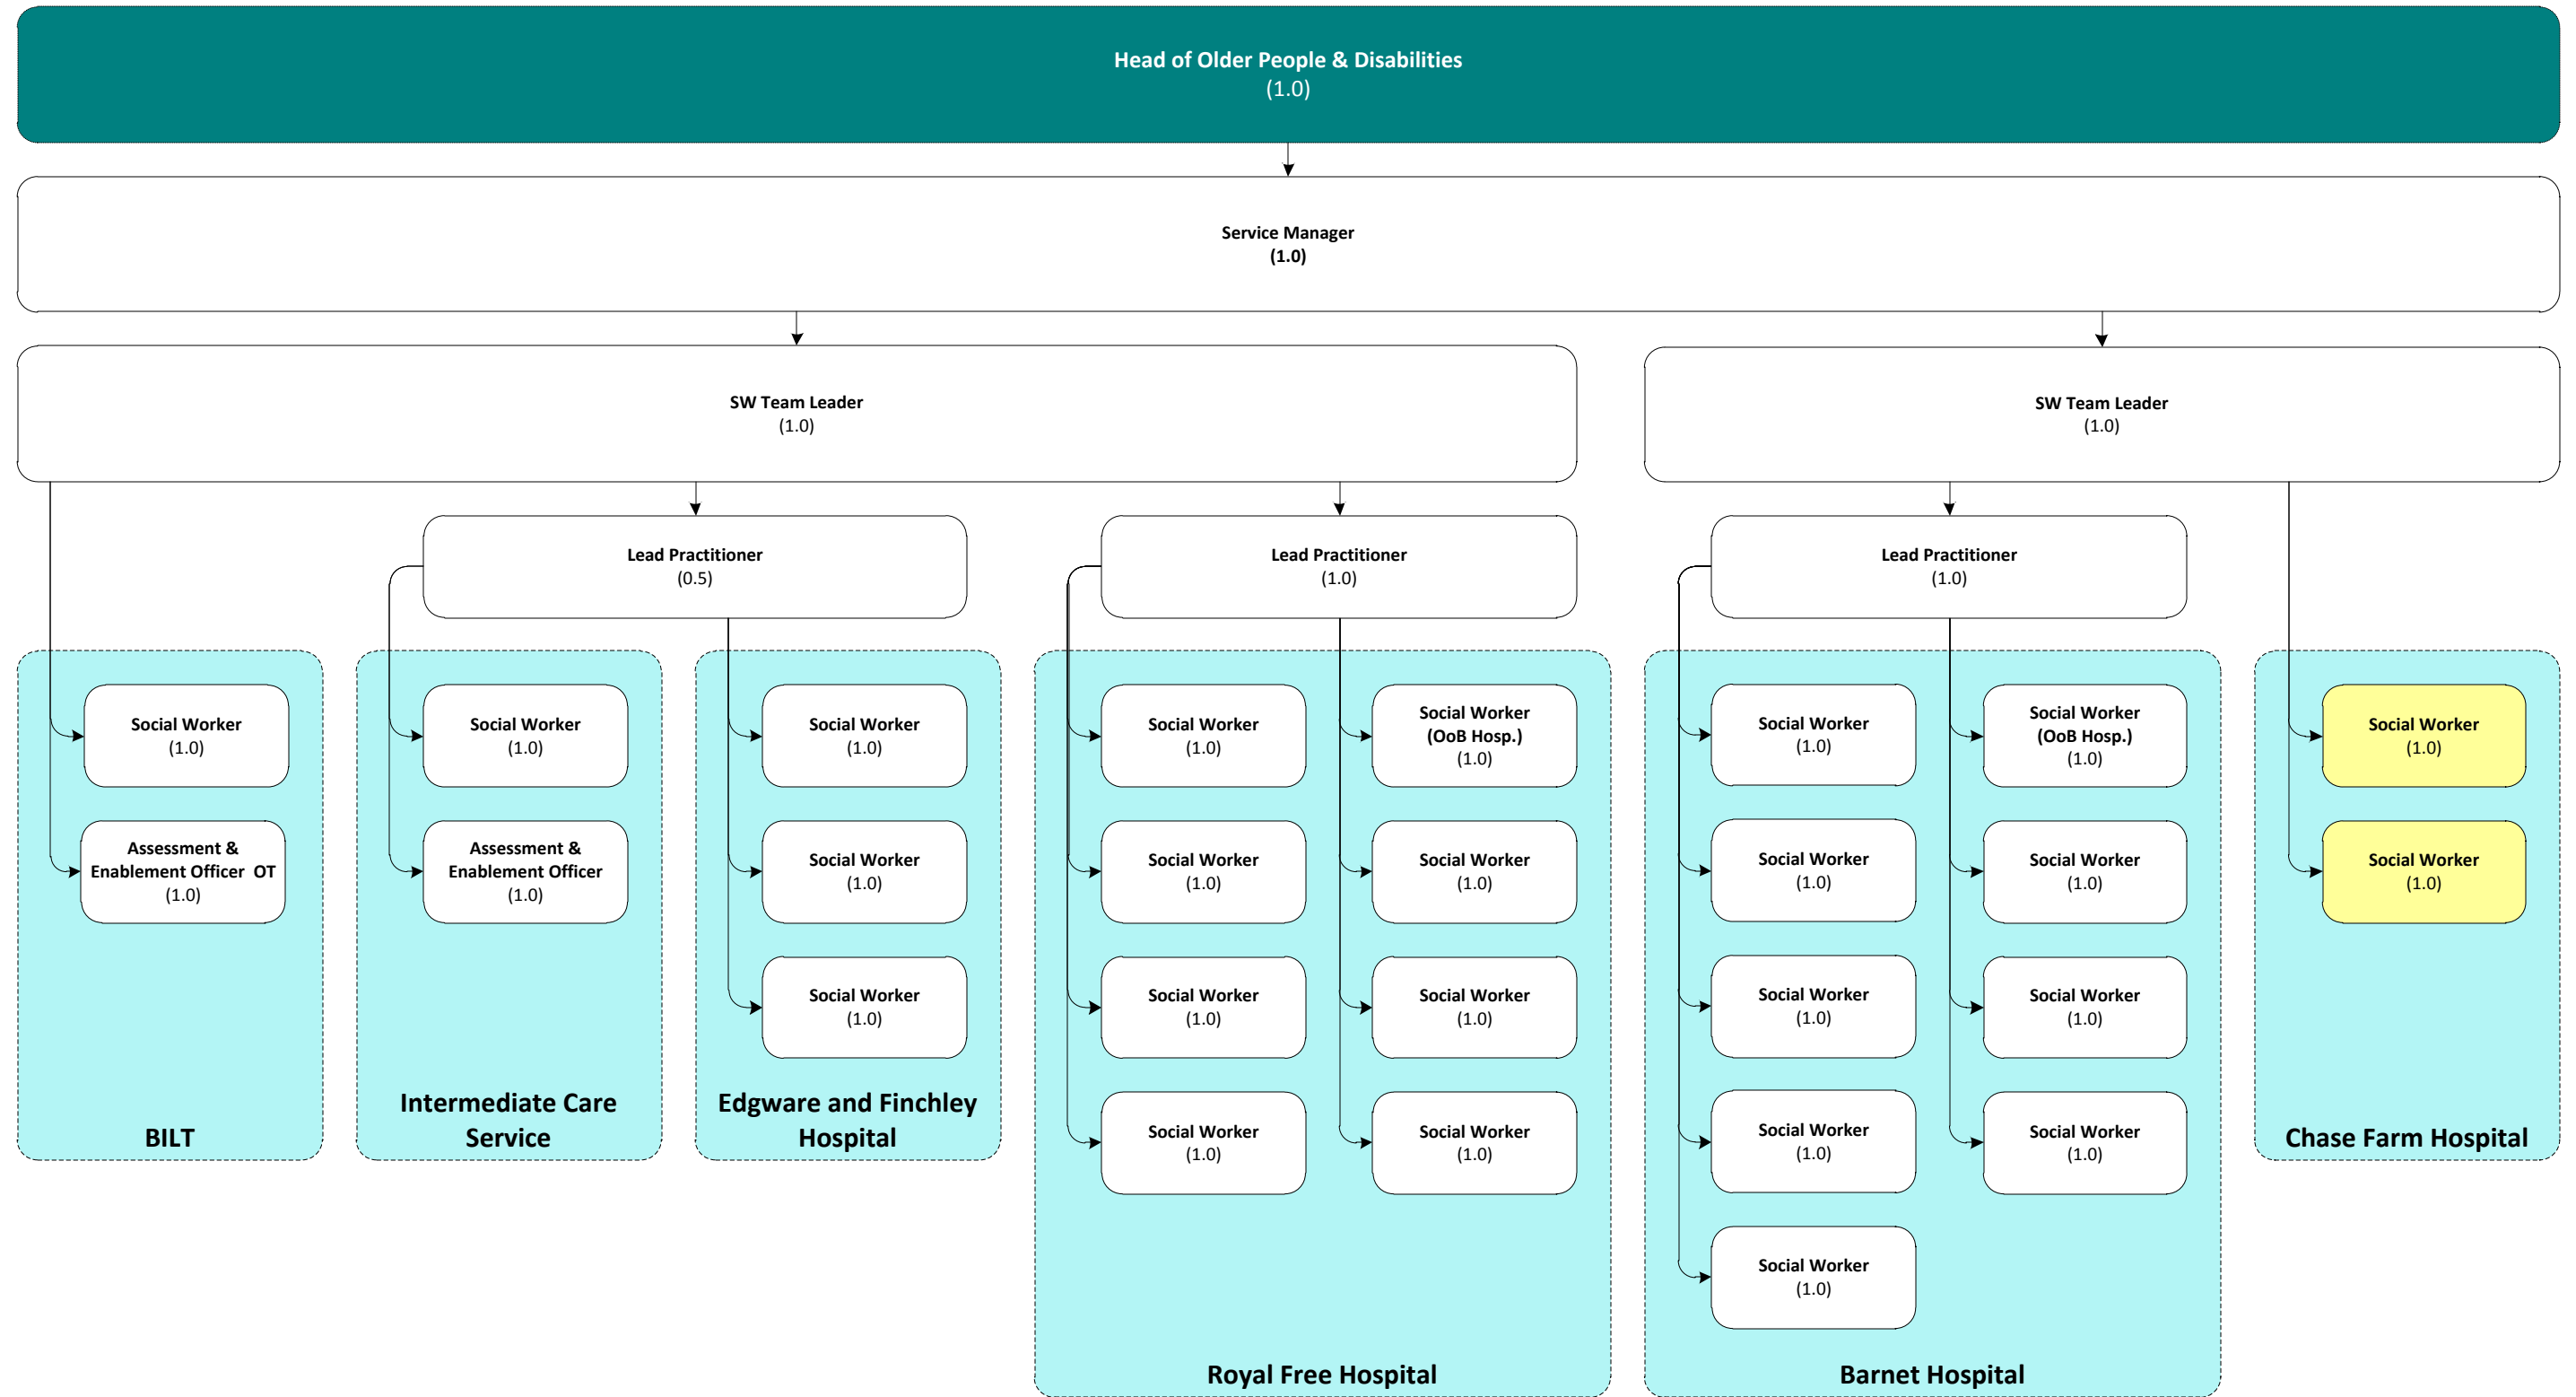 Head of Older People & Disabilities
(1.0)
Service Manager
(1.0)
SW Team Leader
(1.0)
SW Team Leader
(1.0)
Lead Practitioner
(0.5)
Lead Practitioner
(1.0)
Lead Practitioner
(1.0)
Social Worker
(1.0)
Assessment &
Enablement Officer OT
(1.0)
BILT
Social Worker
(1.0)
Assessment &
Enablement Officer
(1.0)
Intermediate Care
Service
Social Worker
(1.0)
Social Worker
(1.0)
Social Worker
(1.0)
Edgware and Finchley
Hospital
Social Worker
(1.0)
Social Worker
(1.0)
Social Worker
(1.0)
Social Worker
(1.0)
Social Worker
(OoB Hosp.)
(1.0)
Social Worker
(1.0)
Social Worker
(1.0)
Social Worker
(1.0)
Royal Free Hospital
Social Worker
(1.0)
Social Worker
(1.0)
Social Worker
(1.0)
Social Worker
(1.0)
Social Worker
(1.0)
Social Worker
(OoB Hosp.)
(1.0)
Social Worker
(1.0)
Social Worker
(1.0)
Social Worker
(1.0)
Barnet Hospital
Social Worker
(1.0)
Social Worker
(1.0)
Chase Farm Hospital